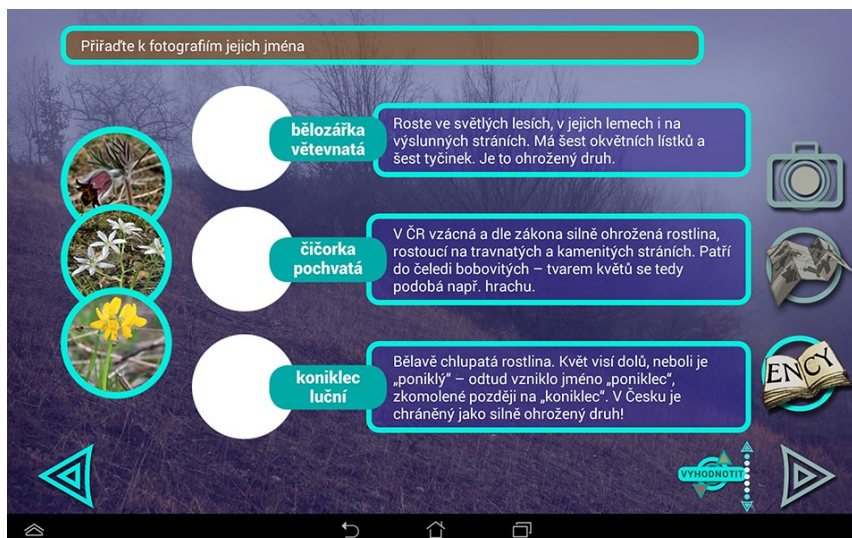 Přiřaďte k fotografiím jejich jména
bělozářka
větevnatá
Roste ve světlých lesích, v jejich lemech i na
výslunných stráních. Má šest okvětních lístků a
šest tyčinek. Je to ohrožený druh.
čičorka
pochvatá
V ČR vzácná a dle zákona silně ohrožená rostlina,
rostoucí na travnatých a kamenitých stráních. Patří
do čeledi bobovitých – tvarem květů se tedy
podobá např. hrachu.
koniklec
luční
Bělavě chlupatá rostlina. Květ visí dolů, neboli je
„poniklý“ – odtud vzniklo jméno „poniklec“,
zkomolené později na „koniklec“. V Česku je
chráněný jako silně ohrožený druh!
ENCY
VYHODNOTIT